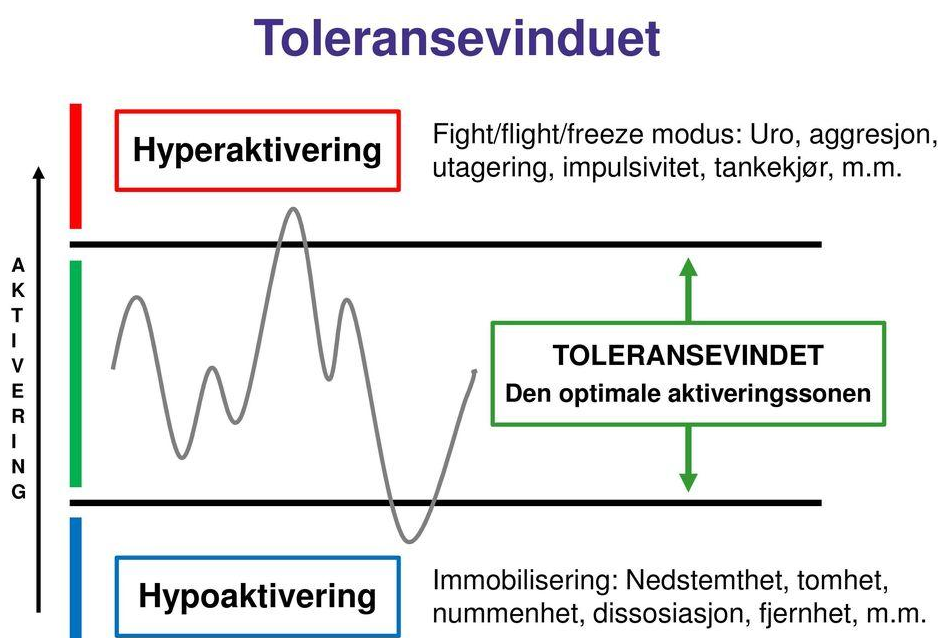 Toleransevinduet
Hyperaktivering
Fight/flight/freeze modus: Uro, aggresjon,
utagering, impulsivitet, tankekjør, m.m.
AKTIVERING
TOLERANSEVINDET
Den optimale aktiveringssonen
Hypoaktivering
Immobilisering: Nedstemthet, tomhet,
nummenhet, dissosiasjon, fjernhet, m.m.